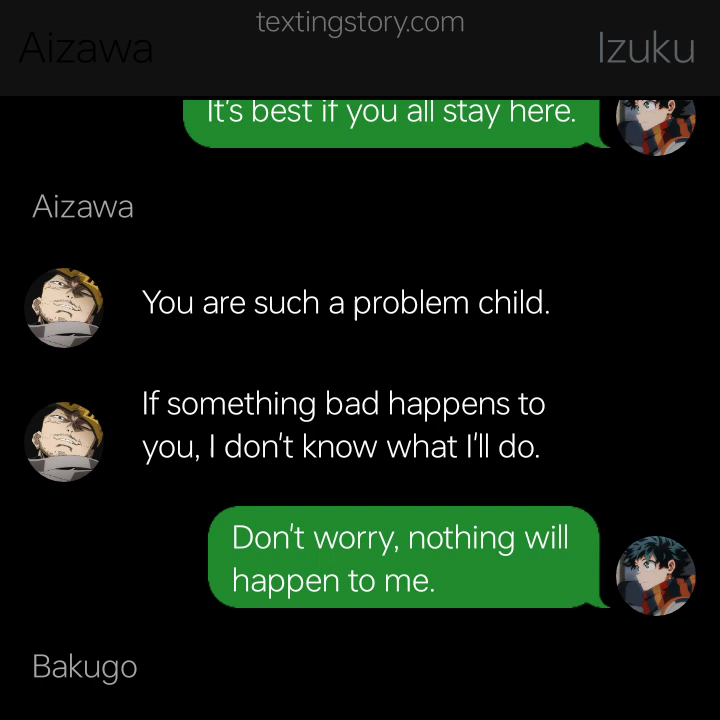 textingstory.com
Aizawa
Izuku
It's best if you all stay here.
Aizawa
You are such a problem child.
If something bad happens to
you, I don't know what I'll do.
Don't worry, nothing will
happen to me.
Bakugo